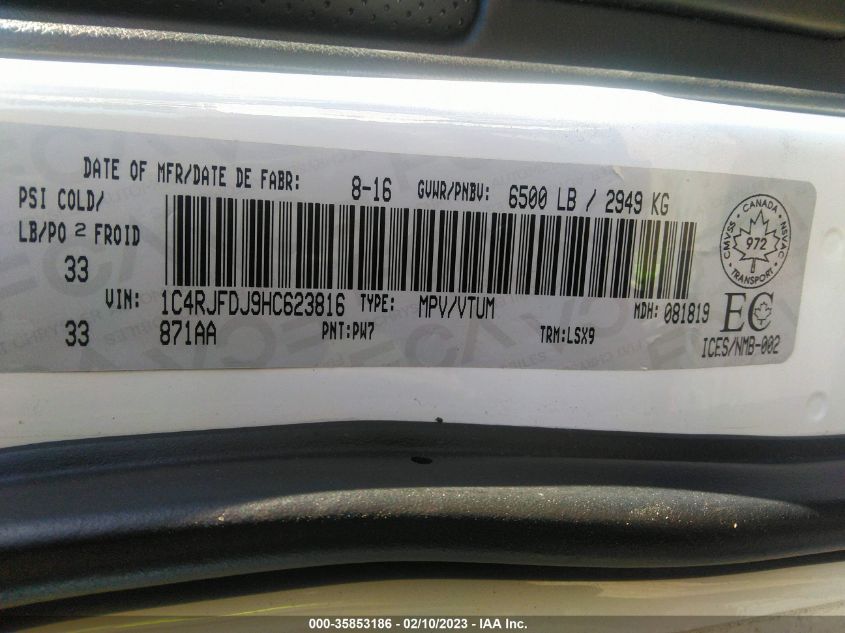 DATE OF MFR/DATE DE FABR: 8-16 GVWR/PNBV: 6500 LB / 2949 KG
PSI COLD/
LB/PO 2 FROID
33
VIN: 1C4RJFDJ9HC623816 TYPE: MPV/VTUM MDH: 081819
33 871AA PNT:PW7 TRM:LSX9
CANADA
CMVSS NSVAC
972
TRANSPORT
EC
ICES/NMB-002
000-35853186 - 02/10/2023 - IAA Inc.